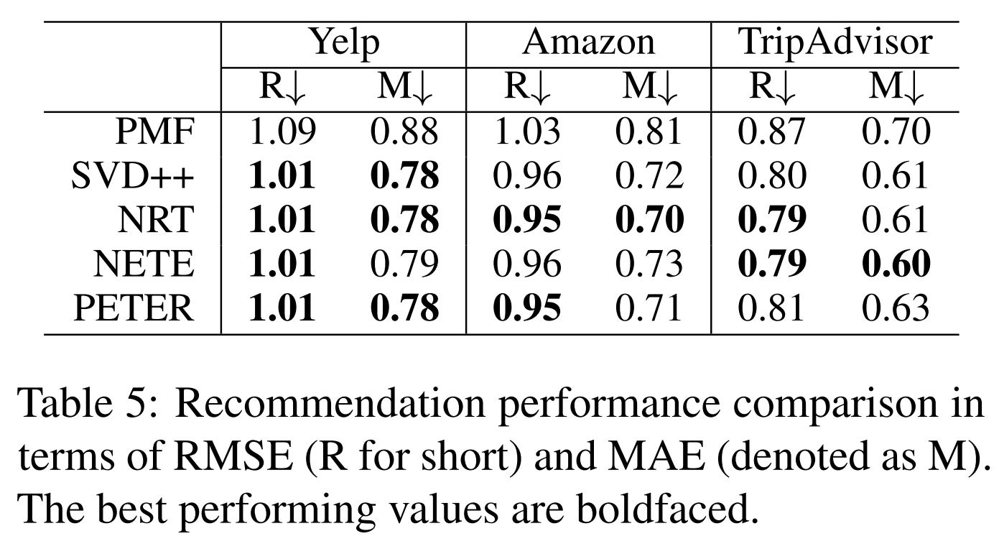 Yelp Amazon TripAdvisor
R↓ M↓ R↓ M↓ R↓ M↓
PMF 1.09 0.88 1.03 0.81 0.87 0.70
SVD++ 1.01 0.78 0.96 0.72 0.80 0.61
NRT 1.01 0.78 0.95 0.70 0.79 0.61
NETE 1.01 0.79 0.96 0.73 0.79 0.60
PETER 1.01 0.78 0.95 0.71 0.81 0.63
Table 5: Recommendation performance comparison in
terms of RMSE (R for short) and MAE (denoted as M).
The best performing values are boldfaced.